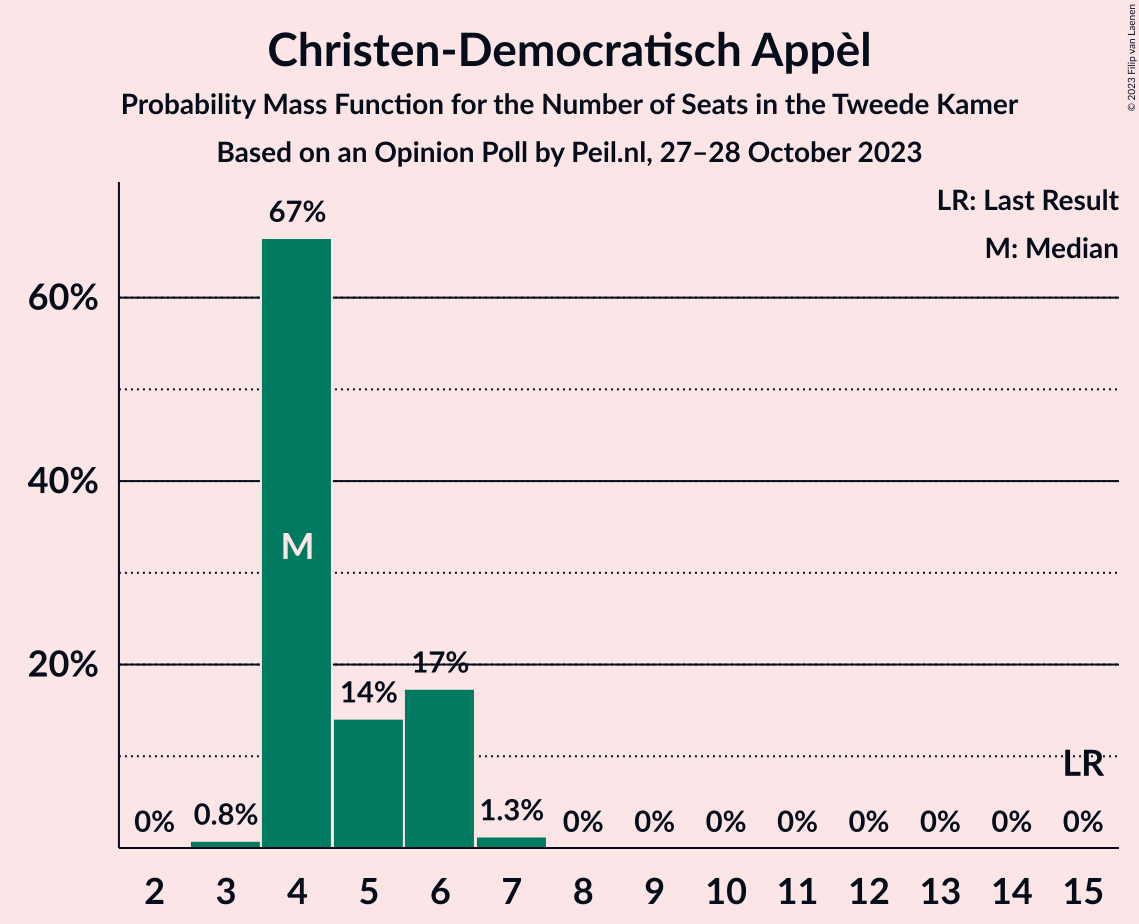 Christen-Democratisch Appèl
Probability Mass Function for the Number of Seats in the Tweede Kamer
Based on an Opinion Poll by Peil.nl, 27–28 October 2023
© 2023 Filip van Laenen
LR: Last Result
M: Median
67%
60%
40%
M
20%
17%
14%
LR
0% 0.8% 1.3% 0% 0% 0% 0% 0% 0% 0% 0%
2 3 4 5 6 7 8 9 10 11 12 13 14 15